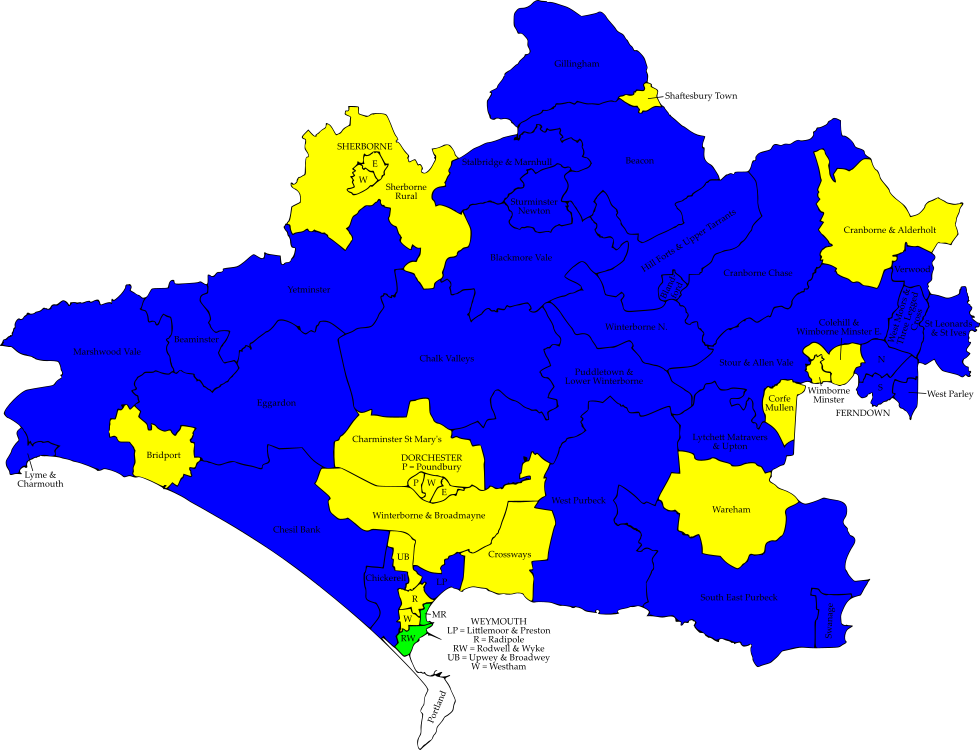 Gillingham
Shaftesbury Town
SHERBORNE
E
W
Sherborne
Rural
Stalbridge & Marnhull
Beacon
Sturminster
Newton
Cranborne & Alderholt
Hill Forts & Upper Tarrants
Blackmore Vale
Cranborne Chase
Verwood
Yetminster
Winterborne N.
Colehill &
Wimborne Minster E.
St Leonards
& St Ives
Marshwood Vale
Beaminster
Chalk Valleys
Puddletown &
Lower Winterborne
Stour & Allen Vale
N
S
Wimborne
Minster
West Parley
FERNDOWN
Corfe
Mullen
Eggardon
Charminster St Mary's
Lytchett Matravers
& Upton
Bridport
DORCHESTER
P = Poundbury
P
W
E
Lyme &
Charmouth
West Purbeck
Wareham
Winterborne & Broadmayne
Chesil Bank
UB
Crossways
Chickerell
LP
R
South East Purbeck
W
MR
RW
Swanage
WEYMOUTH
LP = Littlemoor & Preston
R = Radipole
RW = Rodwell & Wyke
UB = Upwey & Broadwey
W = Westham
Portland